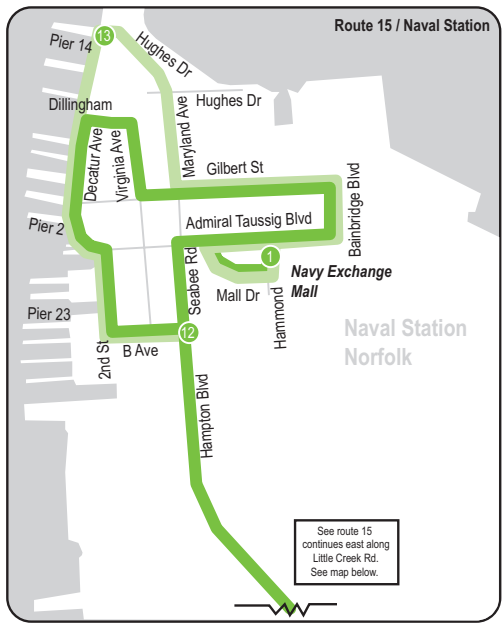 Route 15 / Naval Station
Pier 14
13
Hughes Dr
Dillingham
Hughes Dr
Maryland Ave
Decatur Ave
Virginia Ave
Gilbert St
Bainbridge Blvd
Pier 2
Admiral Taussig Blvd
1
Navy Exchange
Mall
Seabee Rd
Mall Dr
Hammond
Pier 23
Naval Station
Norfolk
12
2nd St
B Ave
Hampton Blvd
See route 15
continues east along
Little Creek Rd.
See map below.